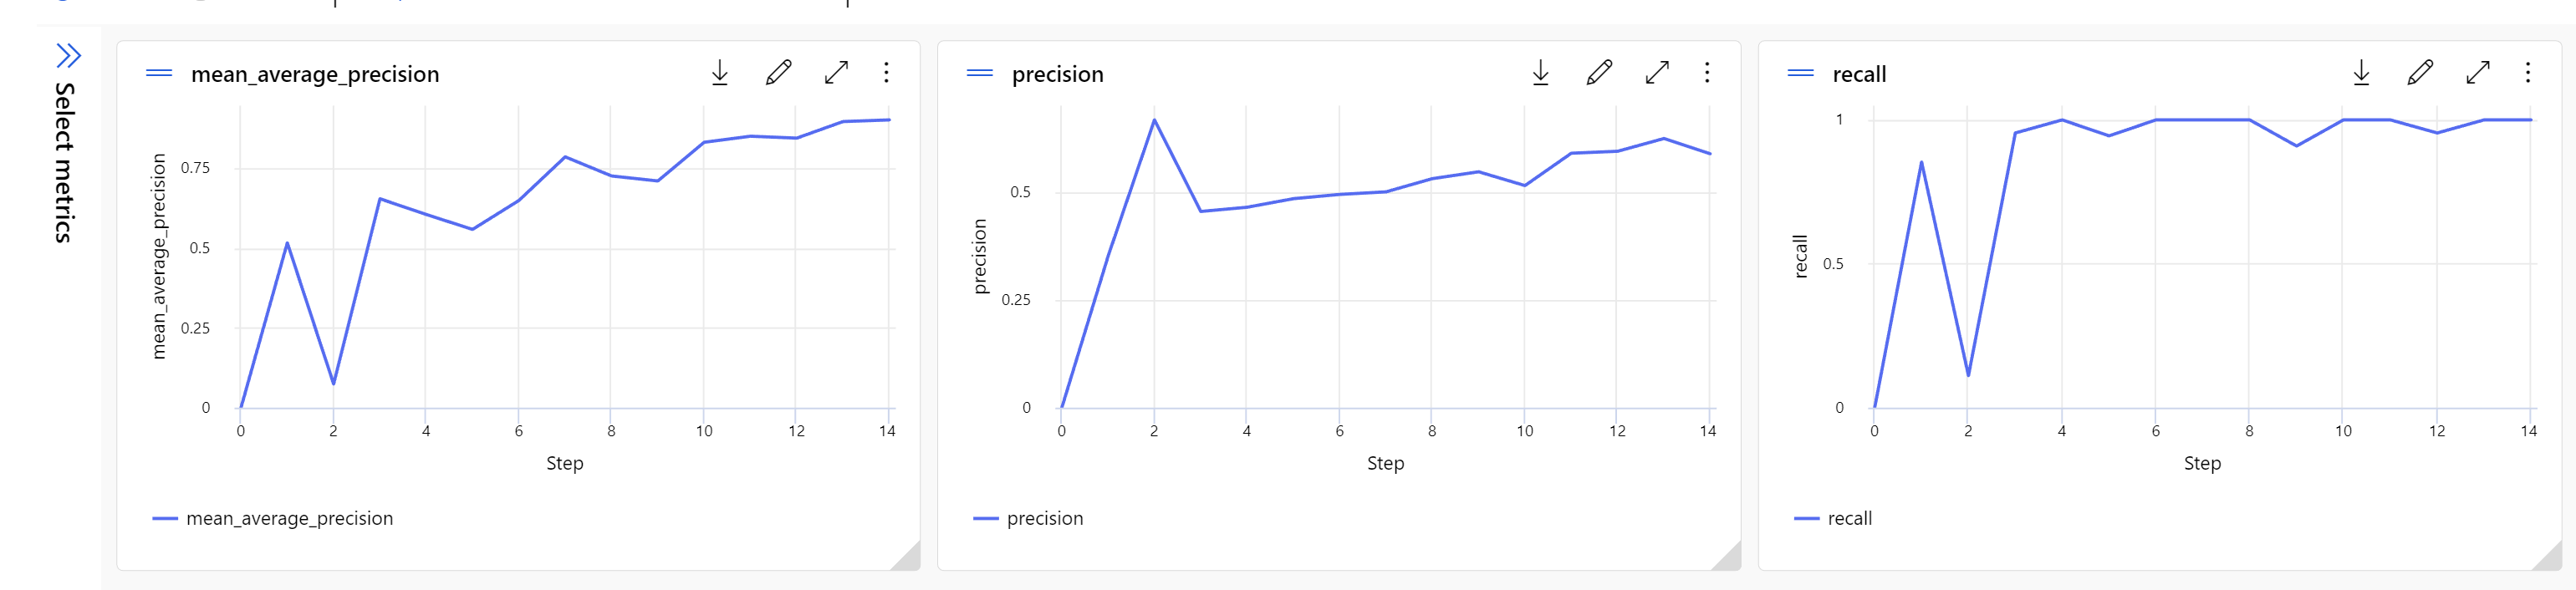 Select metrics
mean_average_precision
mean_average_precision
0.75
0.5
0.25
0
0 2 4 6 8 10 12 14
Step
mean_average_precision
precision
precision
0.5
0.25
0
0 2 4 6 8 10 12 14
Step
precision
recall
recall
1
0.5
0
0 2 4 6 8 10 12 14
Step
recall